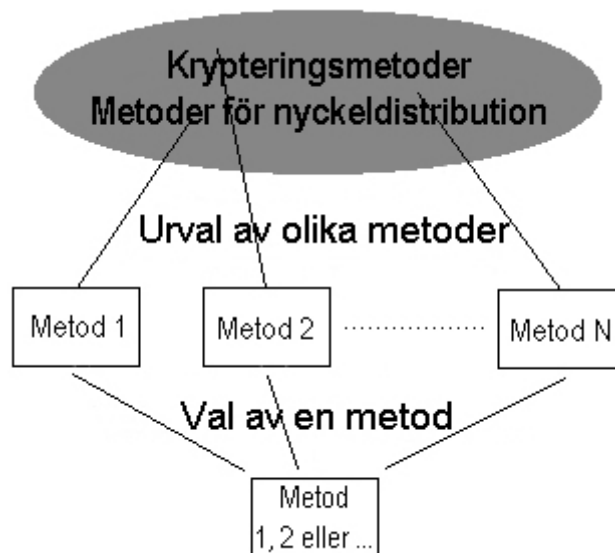 Krypteringsmetoder
Metoder för nyckeldistribution
Urval av olika metoder
Metod 1
Metod 2
Metod N
Val av en metod
Metod
1, 2 eller ...